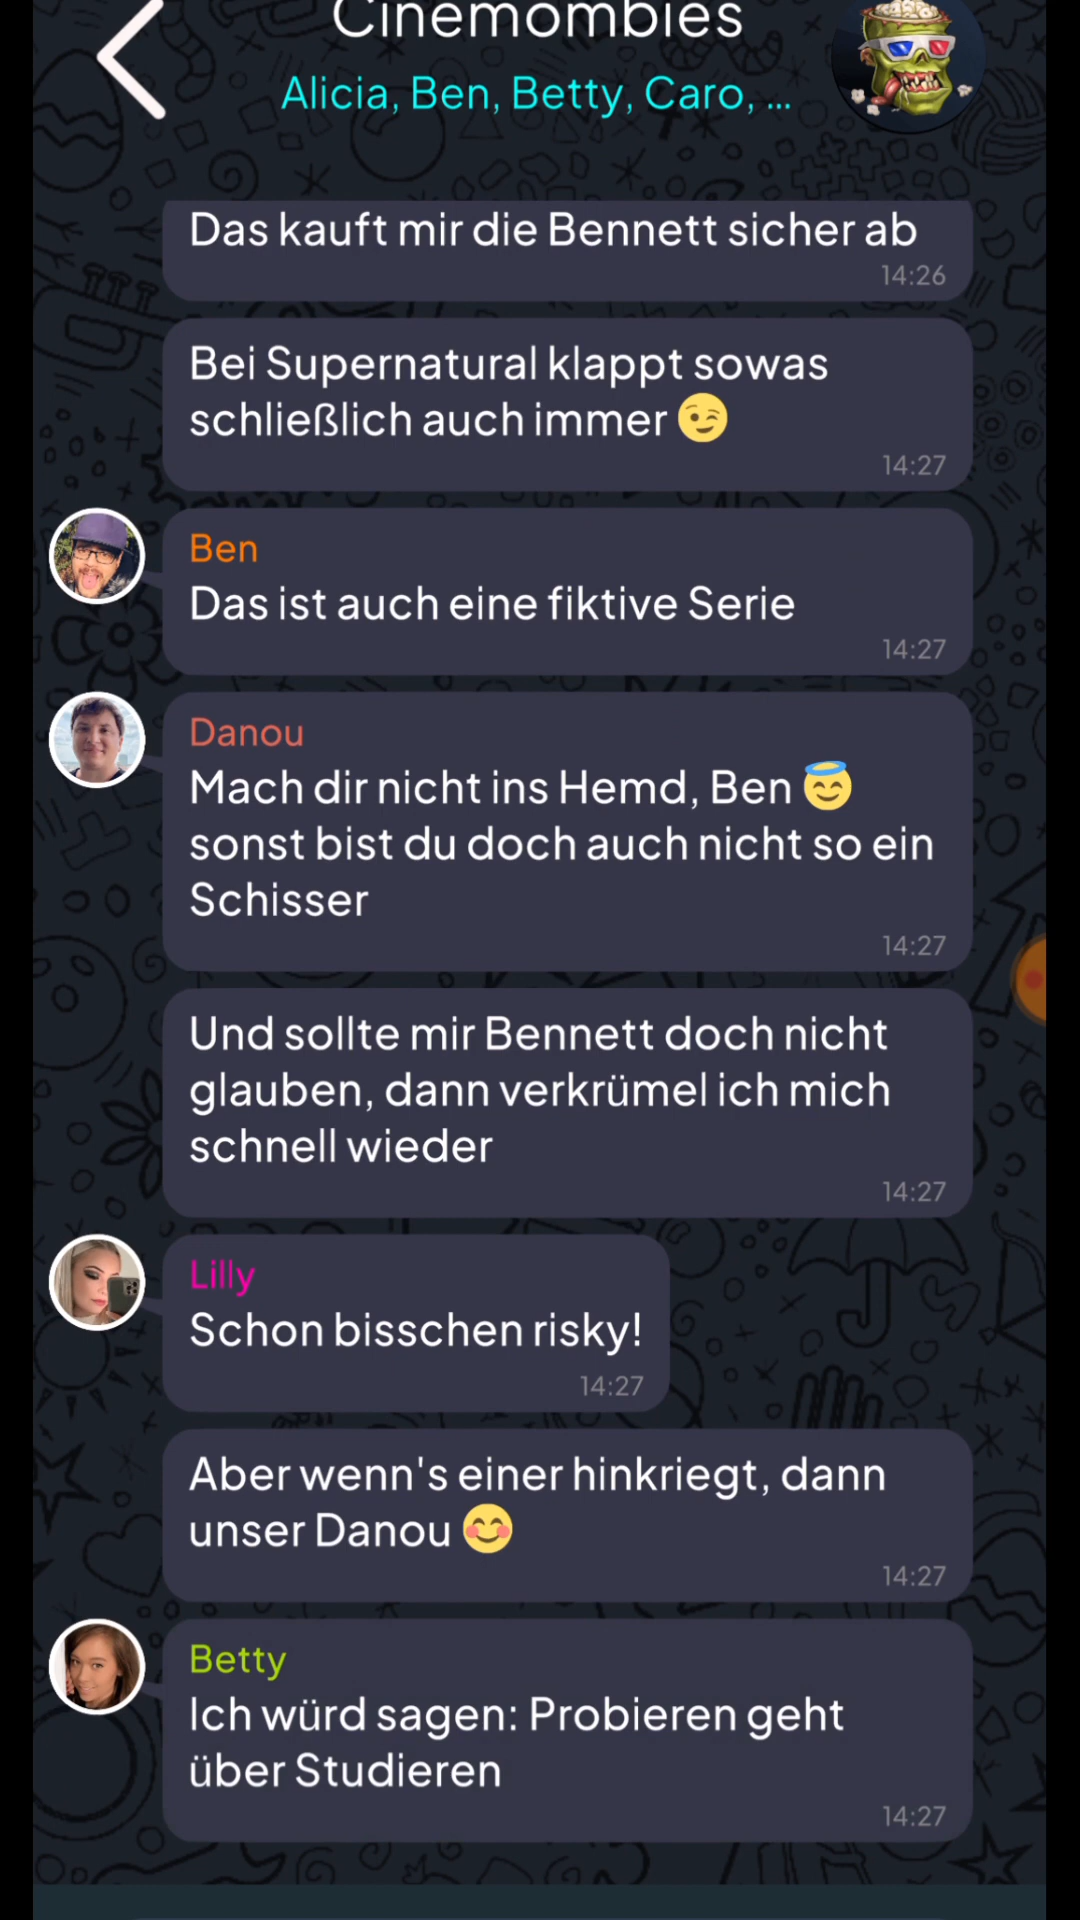 Cinemombies
Alicia, Ben, Betty, Caro, ...
Das kauft mir die Bennett sicher ab
14:26
Bei Supernatural klappt sowas
schließlich auch immer 😉
14:27
Ben
Das ist auch eine fiktive Serie
14:27
Danou
Mach dir nicht ins Hemd, Ben 😇
sonst bist du doch auch nicht so ein
Schisser
14:27
Und sollte mir Bennett doch nicht
glauben, dann verkrümel ich mich
schnell wieder
14:27
Lilly
Schon bisschen risky!
14:27
Aber wenn's einer hinkriegt, dann
unser Danou 😊
14:27
Betty
Ich würd sagen: Probieren geht
über Studieren
14:27